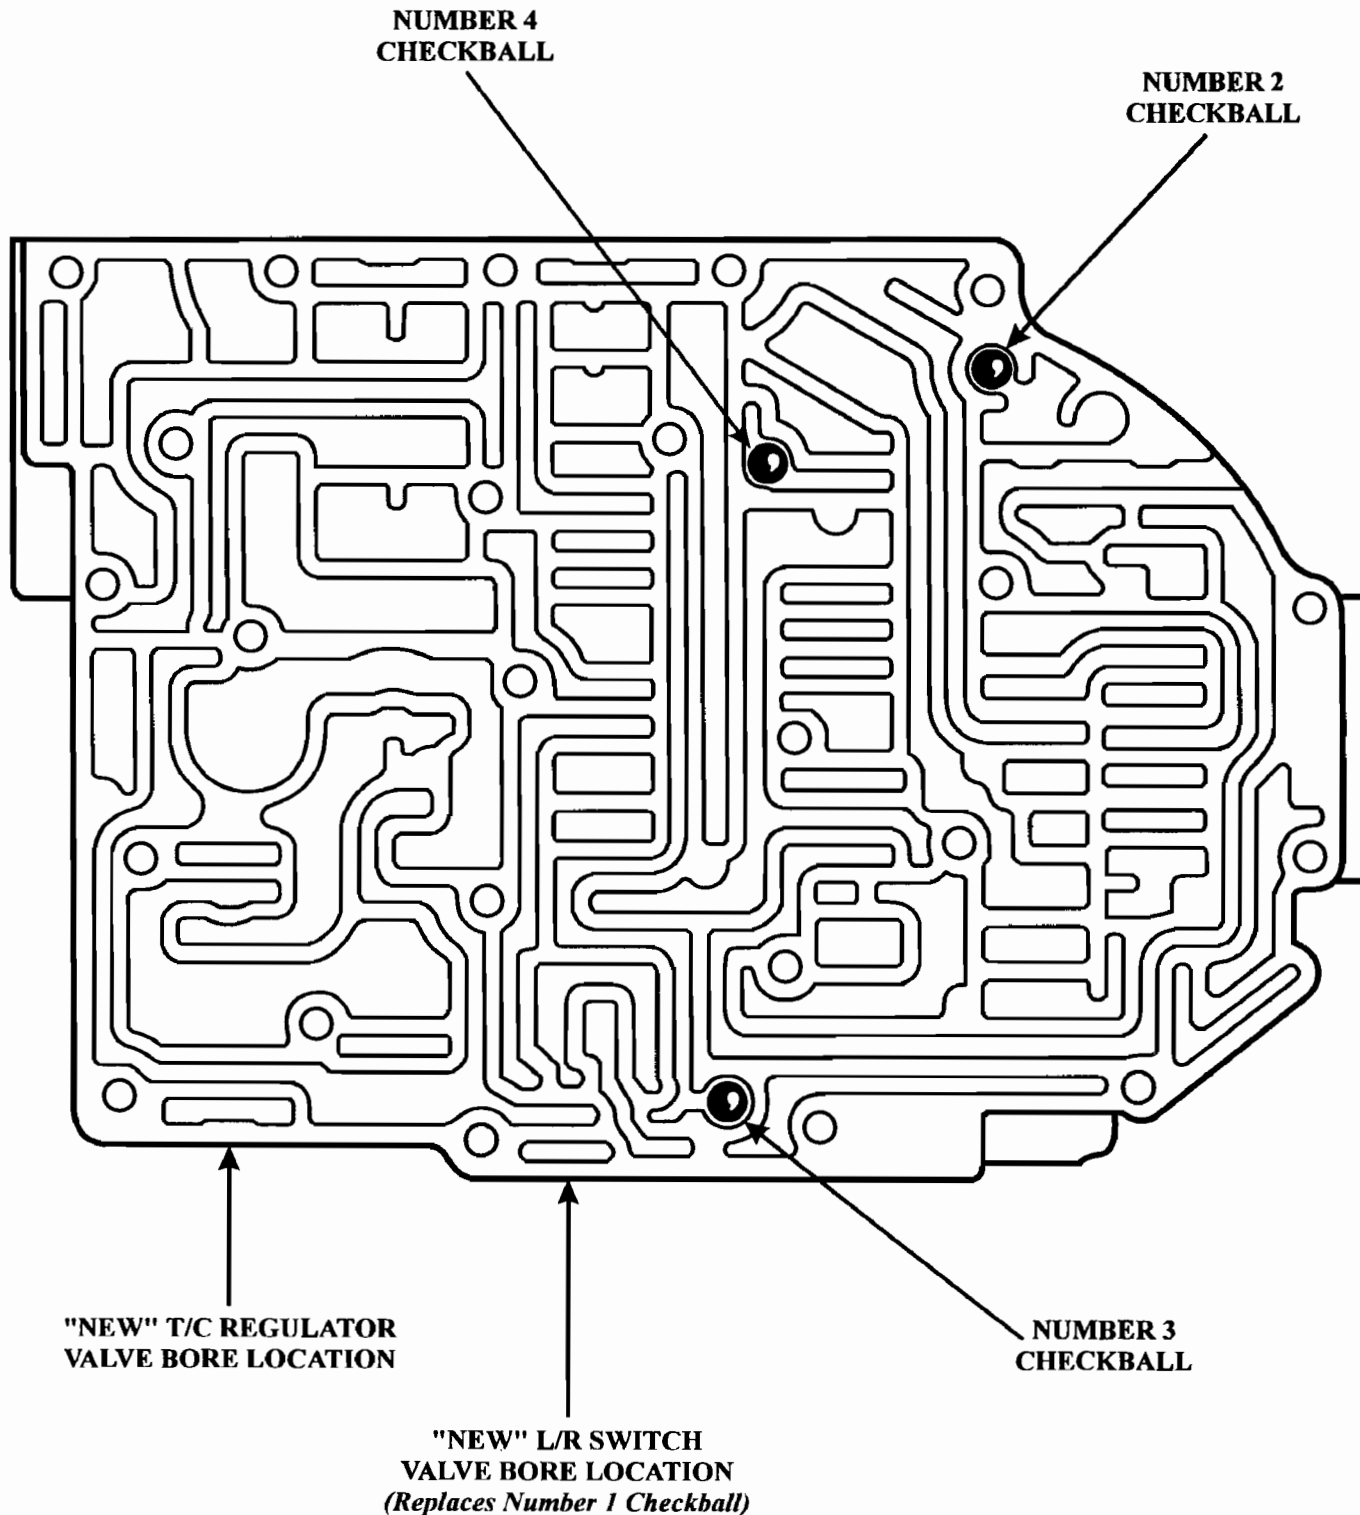 NUMBER 4
CHECKBALL
NUMBER 2
CHECKBALL
"NEW" T/C REGULATOR
VALVE BORE LOCATION
NUMBER 3
CHECKBALL
"NEW" L/R SWITCH
VALVE BORE LOCATION
(Replaces Number 1 Checkball)